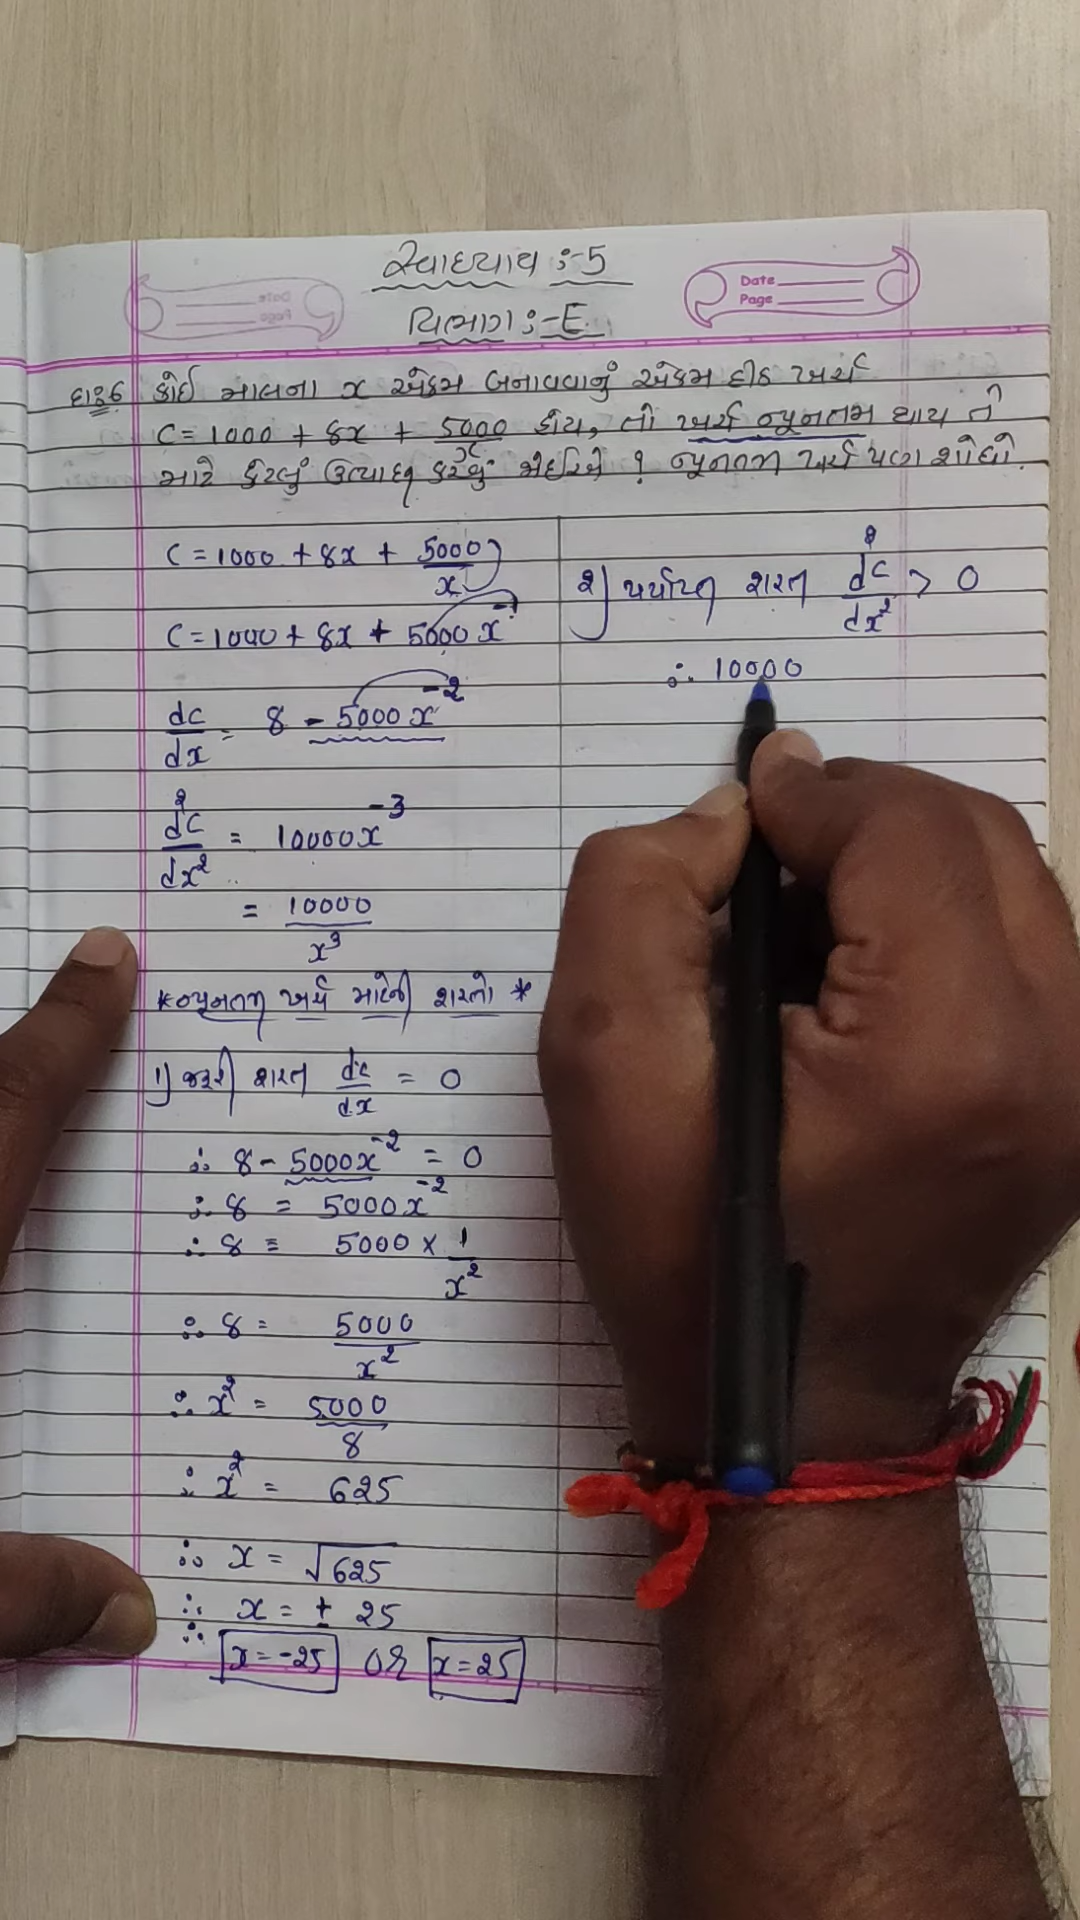 સ્વાધ્યાય :-5
વિભાગ :- E
Date
Page
દા.કૃ.6 કોઈ માલના x એકમ બનાવવાનું એકમ દીઠ ખર્ચ
C = 1000 + 8x + 5000/x હોય, તો ખર્ચ ન્યૂનતમ થાય તે
માટે કેટલું ઉત્પાદન કરવું જોઈએ ? ન્યૂનતમ ખર્ચ પણ શોધો.
C = 1000 + 8x + 5000/x
C = 1000 + 8x + 5000x⁻¹
dc/dx = 8 - 5000x⁻²
d²c/dx² = 10000x⁻³
= 10000/x³
* ન્યૂનતમ ખર્ચ માટેની શરતો *
1) જરૂરી શરત dc/dx = 0
∴ 8 - 5000x⁻² = 0
∴ 8 = 5000x⁻²
∴ 8 = 5000 × 1/x²
∴ 8 = 5000/x²
∴ x² = 5000/8
∴ x² = 625
∴ x = √625
∴ x = ± 25
∴ x = -25 OR x = 25
2) પર્યાપ્ત શરત d²c/dx² > 0
∴ 10000